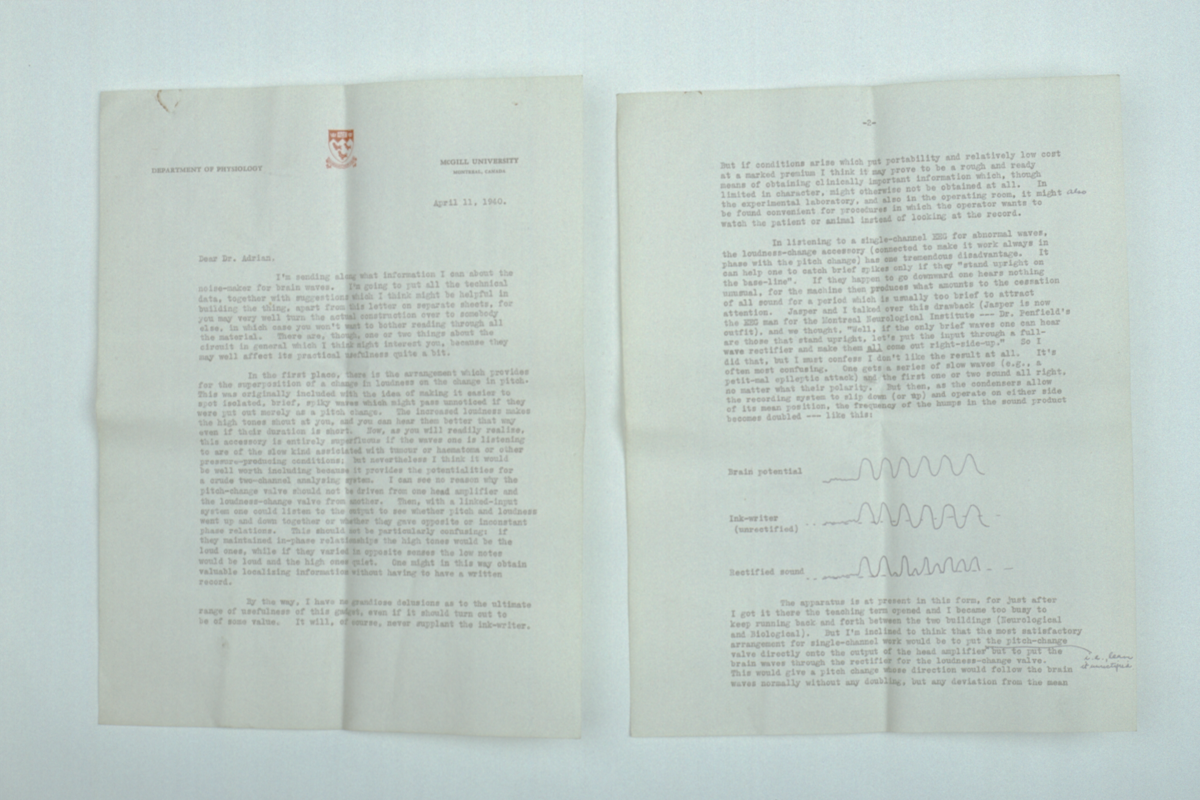 DEPARTMENT OF PHYSIOLOGY
MCGILL UNIVERSITY
MONTREAL, CANADA
April 11, 1940.
Dear Dr. Adrian.
I'm sending along what information I can about the
noise-maker for brain waves. I'm going to put all the technical
data, together with suggestions which I think might be helpful in
building the thing, apart from this letter on separate sheets, for
you may very well turn the actual construction over to somebody
else, in which case you won't want to bother reading through all
the material. There are, though, one or two things about the
circuit in general which I think might interest you, because they
may well affect its practical usefulness quite a bit.
In the first place, there is the arrangement which provides
for the superposition of a change in loudness on the change in pitch.
This was originally included with the idea of making it easier to
spot isolated, brief, spiky waves which might pass unnoticed if they
were put out merely as a pitch change. The increased loudness makes
the high tones shout at you, and you can hear them better that way
even if their duration is short. Now, as you will readily realize,
this accessory is entirely superfluous if the waves one is listening
to are of the slow kind associated with tumour or haematoma or other
pressure-producing conditions; but nevertheless I think it would
be well worth including because it provides the potentialities for
a crude two-channel analyzing system. I can see no reason why the
pitch-change valve should not be driven from one head amplifier and
the loudness-change valve from another. Then, with a linked-input
system one could listen to the output to see whether pitch and loudness
went up and down together or whether they gave opposite or inconstant
phase relations. This should not be particularly confusing: if
they maintained in-phase relationships the high tones would be the
loud ones, while if they varied in opposite senses the low notes
would be loud and the high ones quiet. One might in this way obtain
valuable localizing information without having to have a written
record.
By the way, I have no grandiose delusions as to the ultimate
range of usefulness of this gadget, even if it should turn out to
be of some value. It will, of course, never supplant the ink-writer.
-2-
But if conditions arise which put portability and relatively low cost
at a marked premium I think it may prove to be a rough and ready
means of obtaining clinically important information which, though
limited in character, might otherwise not be obtained at all. In
the experimental laboratory, and also in the operating room, it might also
be found convenient for procedures in which the operator wants to
watch the patient or animal instead of looking at the record.
In listening to a single-channel EEG for abnormal waves,
the loudness-change accessory (connected to make it work always in
phase with the pitch change) has one tremendous disadvantage. It
can help one to catch brief spikes only if they "stand upright on
the base-line". If they happen to go downward one hears nothing
unusual, for the machine then produces what amounts to the cessation
of all sound for a period which is usually too brief to attract
attention. Jasper and I talked over this drawback (Jasper is now
the EEG man for the Montreal Neurological Institute --- Dr. Penfield's
outfit), and we thought, "Well, if the only brief waves one can hear
are those that stand upright, let's put the input through a full-
wave rectifier and make them all come out right-side-up." So I
did that, but I must confess I don't like the result at all. It's
often most confusing. One gets a series of slow waves (e.g., a
petit-mal epileptic attack) and the first one or two sound all right,
no matter what their polarity. But then, as the condensers allow
the recording system to slip down (or up) and operate on either side
of its mean position, the frequency of the humps in the sound product
becomes doubled --- like this:
Brain potential
Ink-writer
(unrectified)
Rectified sound
The apparatus is at present in this form, for just after
I got it there the teaching term opened and I became too busy to
keep running back and forth between the two buildings (Neurological
and Biological). But I'm inclined to think that the most satisfactory
arrangement for single-channel work would be to put the pitch-change
valve directly onto the output of the head amplifier but to put the
brain waves through the rectifier for the loudness-change valve.
This would give a pitch change whose direction would follow the brain
waves normally without any doubling, but any deviation from the mean